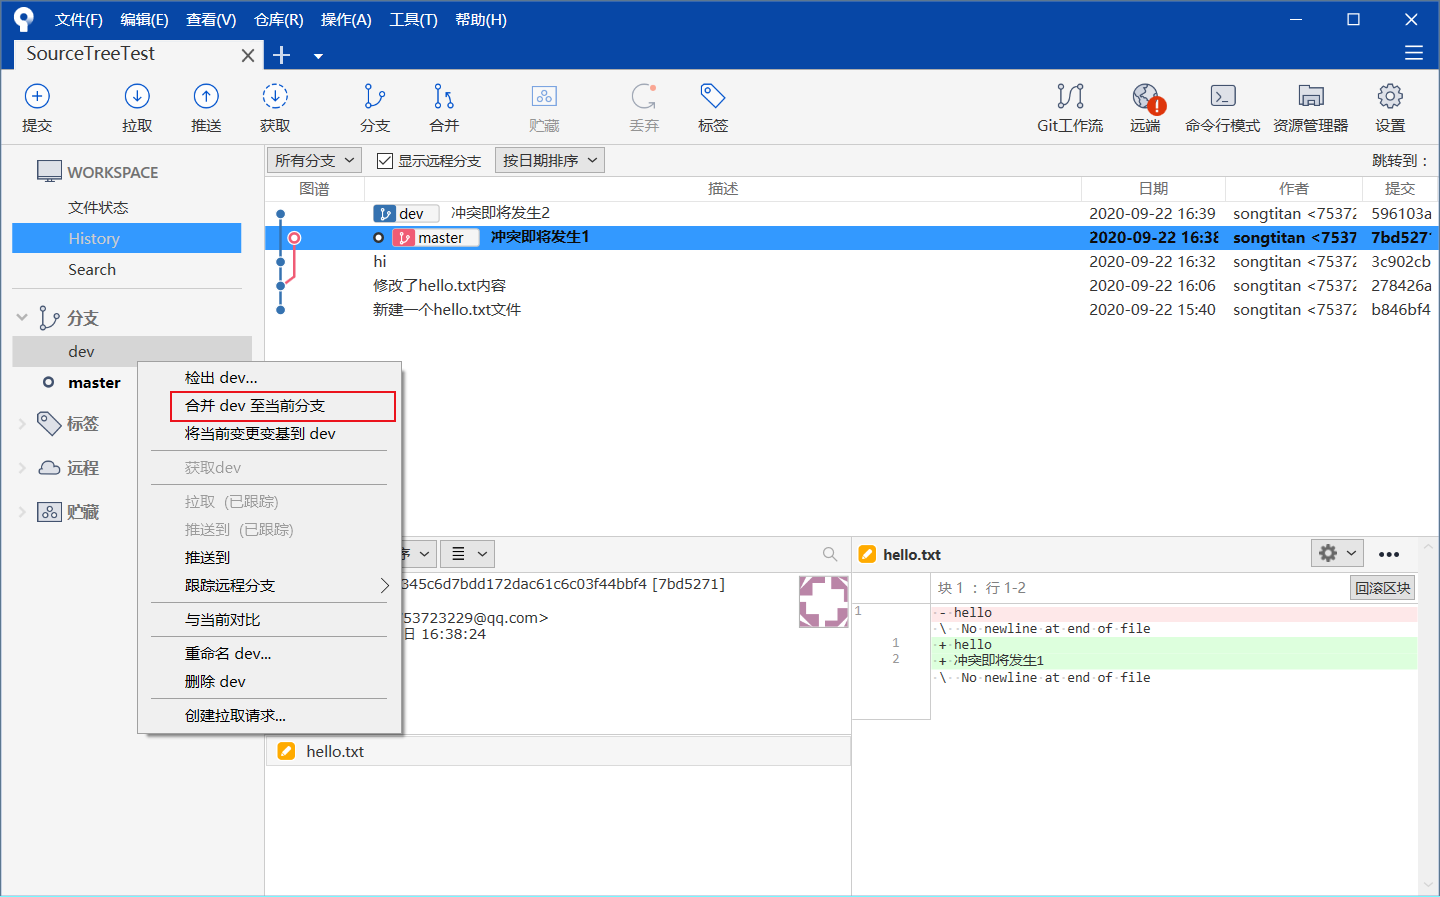 文件(F) 编辑(E) 查看(V) 仓库(R) 操作(A) 工具(T) 帮助(H)
SourceTreeTest
提交 拉取 推送 获取 分支 合并 贮藏 丢弃 标签 Git工作流 远端 命令行模式 资源管理器 设置
WORKSPACE
文件状态
History
Search
分支
dev
master
标签
远程
贮藏
所有分支 显示远程分支 按日期排序 跳转到：
图谱 描述 日期 作者 提交
dev 冲突即将发生2 2020-09-22 16:39 songtitan <75372 596103a
master 冲突即将发生1 2020-09-22 16:38 songtitan <7537 7bd527
hi 2020-09-22 16:32 songtitan <75372 3c902cb
修改了hello.txt内容 2020-09-22 16:06 songtitan <75372 278426a
新建一个hello.txt文件 2020-09-22 15:40 songtitan <75372 b846bf4
检出 dev...
合并 dev 至当前分支
将当前变更变基到 dev
获取dev
拉取 (已跟踪)
推送到 (已跟踪)
推送到
跟踪远程分支
与当前对比
重命名 dev...
删除 dev
创建拉取请求...
序
345c6d7bdd172dac61c6c03f44bbf4 [7bd5271]
53723229@qq.com>
日 16:38:24
hello.txt
hello.txt
块 1 ： 行 1-2 回滚区块
1 - hello
\ No newline at end of file
1 + hello
2 + 冲突即将发生1
\ No newline at end of file